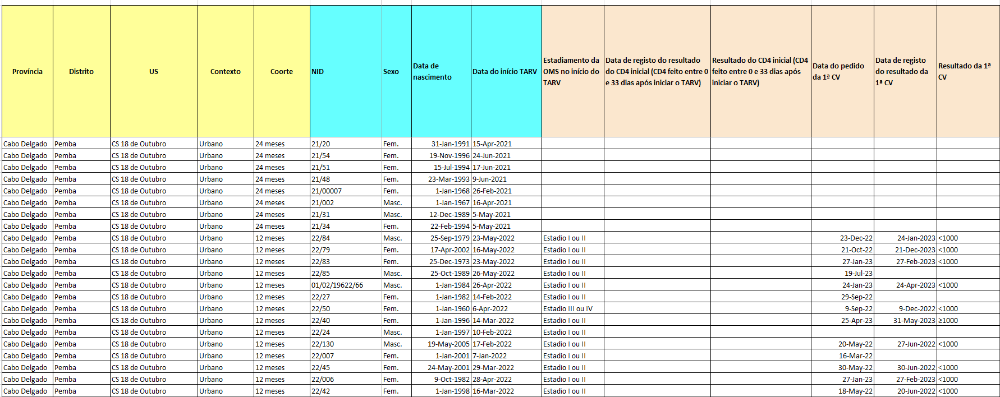 Província Distrito US Contexto Coorte NID Sexo Data de nascimento Data do início TARV Estadiamento da OMS no início do TARV Data de registo do resultado do CD4 inicial (CD4 feito entre 0 e 33 dias após iniciar o TARV) Resultado do CD4 inicial (CD4 feito entre 0 e 33 dias após iniciar o TARV) Data do pedido da 1ª CV Data de registo do resultado da 1ª CV Resultado da 1ª CV
Cabo Delgado Pemba CS 18 de Outubro Urbano 24 meses 21/20 Fem. 31-Jan-1991 15-Apr-2021
Cabo Delgado Pemba CS 18 de Outubro Urbano 24 meses 21/54 Fem. 19-Nov-1996 24-Jun-2021
Cabo Delgado Pemba CS 18 de Outubro Urbano 24 meses 21/51 Fem. 15-Jul-1994 17-Jun-2021
Cabo Delgado Pemba CS 18 de Outubro Urbano 24 meses 21/48 Fem. 23-Mar-1993 9-Jun-2021
Cabo Delgado Pemba CS 18 de Outubro Urbano 24 meses 21/00007 Fem. 1-Jan-1968 26-Feb-2021
Cabo Delgado Pemba CS 18 de Outubro Urbano 24 meses 21/002 Masc. 1-Jan-1967 16-Apr-2021
Cabo Delgado Pemba CS 18 de Outubro Urbano 24 meses 21/31 Masc. 12-Dec-1989 5-May-2021
Cabo Delgado Pemba CS 18 de Outubro Urbano 24 meses 21/34 Fem. 22-Feb-1994 5-May-2021
Cabo Delgado Pemba CS 18 de Outubro Urbano 12 meses 22/84 Masc. 25-Sep-1979 23-May-2022 Estadio I ou II 23-Dec-22 24-Jan-2023 <1000
Cabo Delgado Pemba CS 18 de Outubro Urbano 12 meses 22/79 Fem. 17-Apr-2002 16-May-2022 Estadio I ou II 21-Oct-22 21-Dec-2023 <1000
Cabo Delgado Pemba CS 18 de Outubro Urbano 12 meses 22/83 Fem. 25-Dec-1973 23-May-2022 Estadio I ou II 27-Jan-23 27-Feb-2023 <1000
Cabo Delgado Pemba CS 18 de Outubro Urbano 12 meses 22/85 Masc. 25-Oct-1989 26-May-2022 Estadio I ou II 19-Jul-23
Cabo Delgado Pemba CS 18 de Outubro Urbano 12 meses 01/02/19622/66 Masc. 1-Jan-1984 26-Apr-2022 Estadio I ou II 24-Jan-23 24-Apr-2023 <1000
Cabo Delgado Pemba CS 18 de Outubro Urbano 12 meses 22/27 Fem. 1-Jan-1982 14-Feb-2022 Estadio I ou II 29-Sep-22
Cabo Delgado Pemba CS 18 de Outubro Urbano 12 meses 22/50 Fem. 1-Jan-1960 6-Apr-2022 Estadio III ou IV 9-Sep-22 9-Dec-2022 <1000
Cabo Delgado Pemba CS 18 de Outubro Urbano 12 meses 22/40 Fem. 1-Jan-1996 14-Mar-2022 Estadio I ou II 25-Apr-23 31-May-2023 ≥1000
Cabo Delgado Pemba CS 18 de Outubro Urbano 12 meses 22/24 Masc. 1-Jan-1997 10-Feb-2022 Estadio I ou II
Cabo Delgado Pemba CS 18 de Outubro Urbano 12 meses 22/130 Masc. 19-May-2005 17-Feb-2022 Estadio I ou II 20-May-22 27-Jun-2022 <1000
Cabo Delgado Pemba CS 18 de Outubro Urbano 12 meses 22/007 Fem. 1-Jan-2001 7-Jan-2022 Estadio I ou II 16-Mar-22
Cabo Delgado Pemba CS 18 de Outubro Urbano 12 meses 22/45 Fem. 24-May-2001 29-Mar-2022 Estadio I ou II 30-May-22 30-Jun-2022 <1000
Cabo Delgado Pemba CS 18 de Outubro Urbano 12 meses 22/006 Fem. 9-Oct-1982 28-Apr-2022 Estadio I ou II 27-Jan-23 27-Feb-2023 <1000
Cabo Delgado Pemba CS 18 de Outubro Urbano 12 meses 22/42 Fem. 1-Jan-1998 16-Mar-2022 Estadio I ou II 18-May-22 20-Jun-2022 <1000